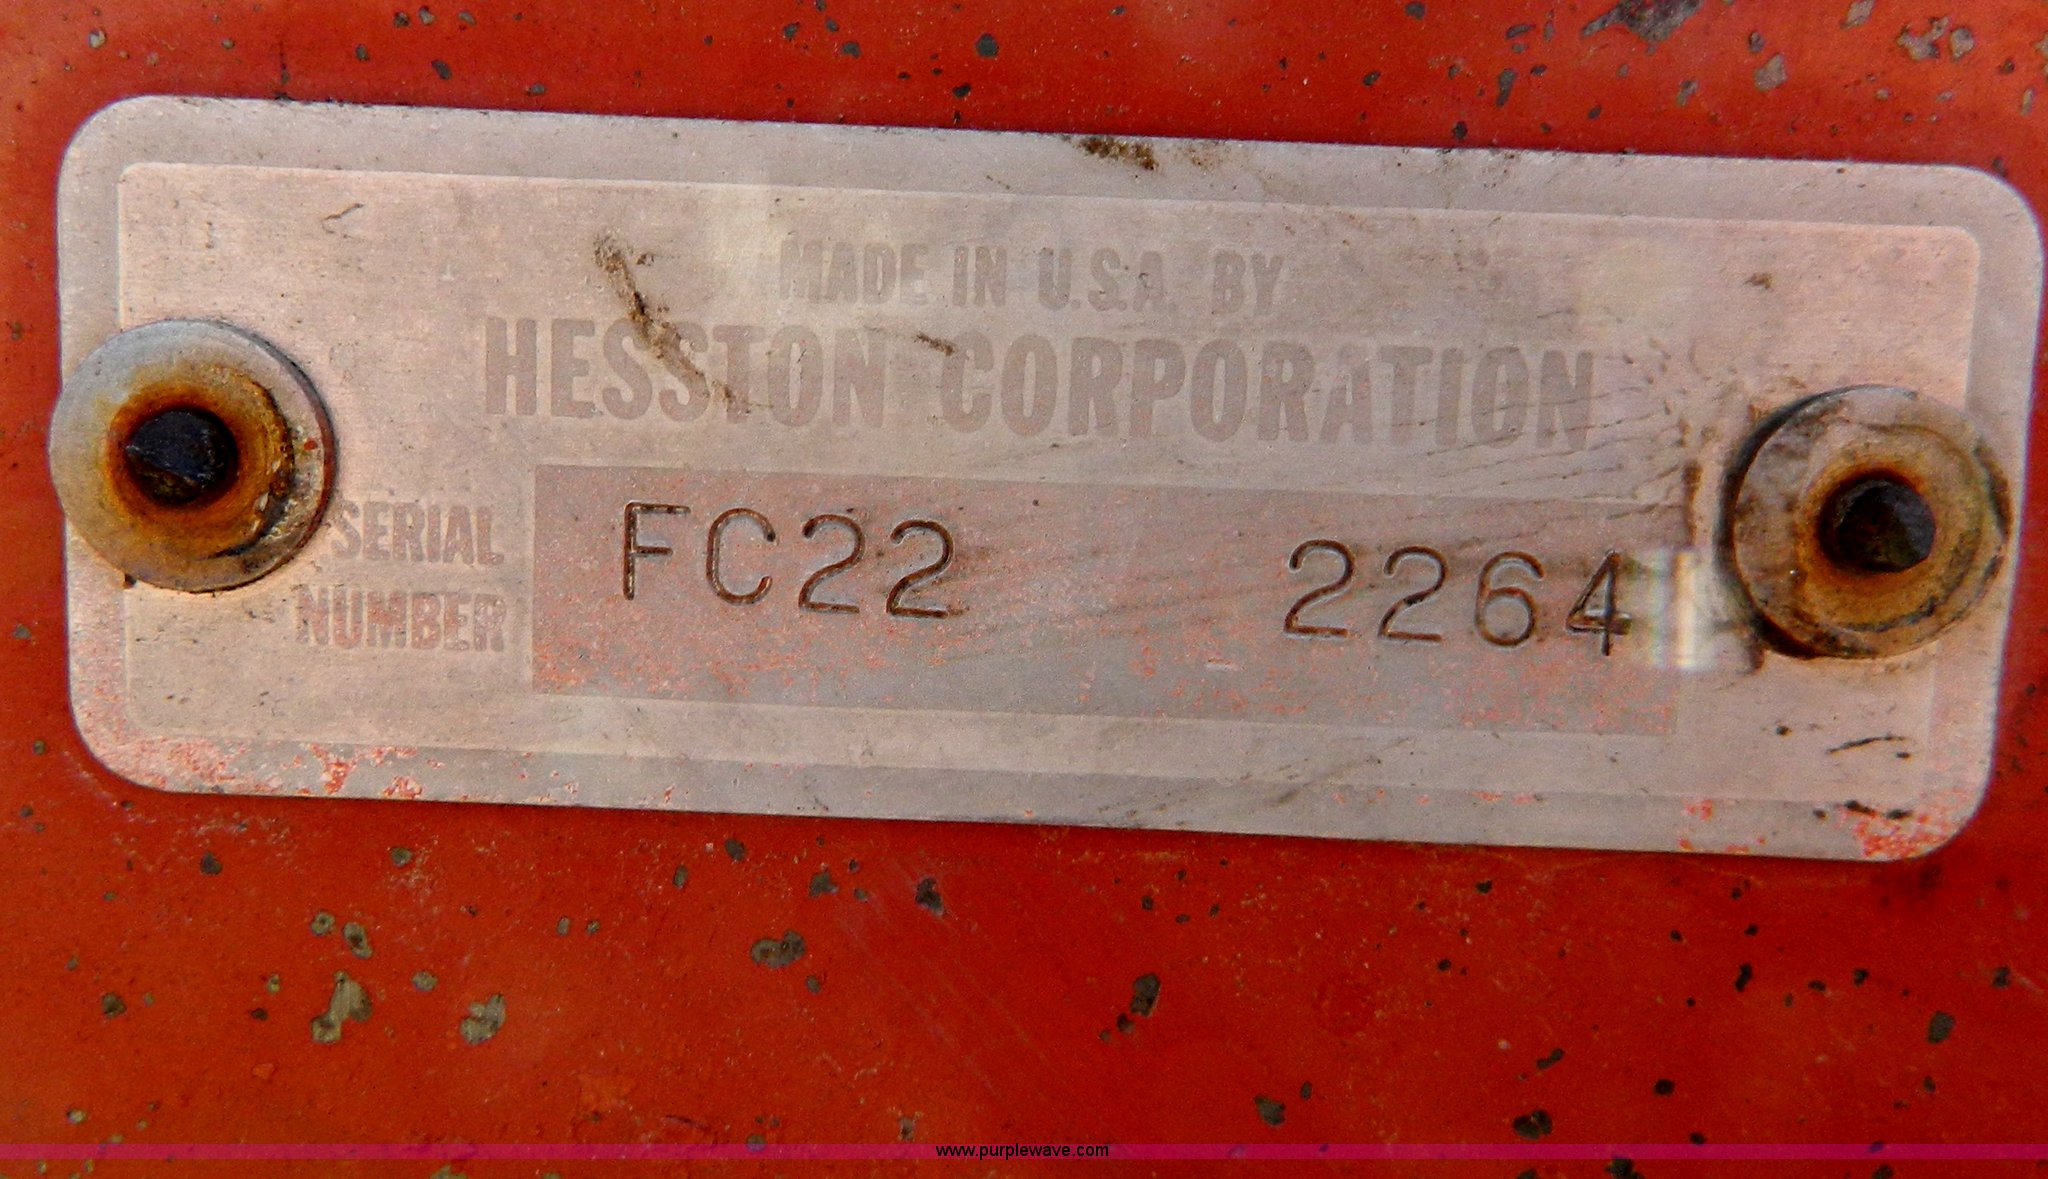 MADE IN U.S.A. BY
HESSTON CORPORATION
SERIAL
NUMBER
FC22 2264
www.purplewave.com